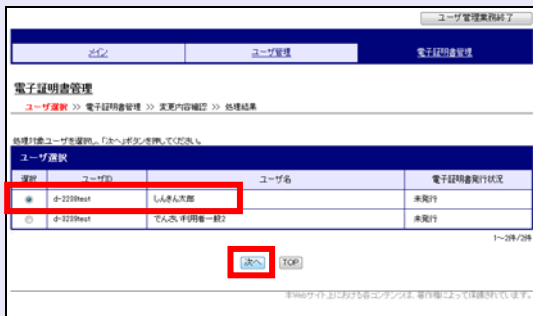 ユーザ管理業務終了
メイン ユーザ管理 電子証明書管理
電子証明書管理
ユーザ選択 >> 電子証明書管理 >> 変更内容確認 >> 処理結果
処理対象ユーザを選択し、「次へ」ボタンを押してください。
ユーザ選択
選択 ユーザID ユーザ名 電子証明書発行状況
d-2239test しんきん太郎 未発行
d-3239test でんさい利用者一般2 未発行
1～2件/2件
次へ TOP
本Webサイト上における各コンテンツは、著作権によって保護されています。